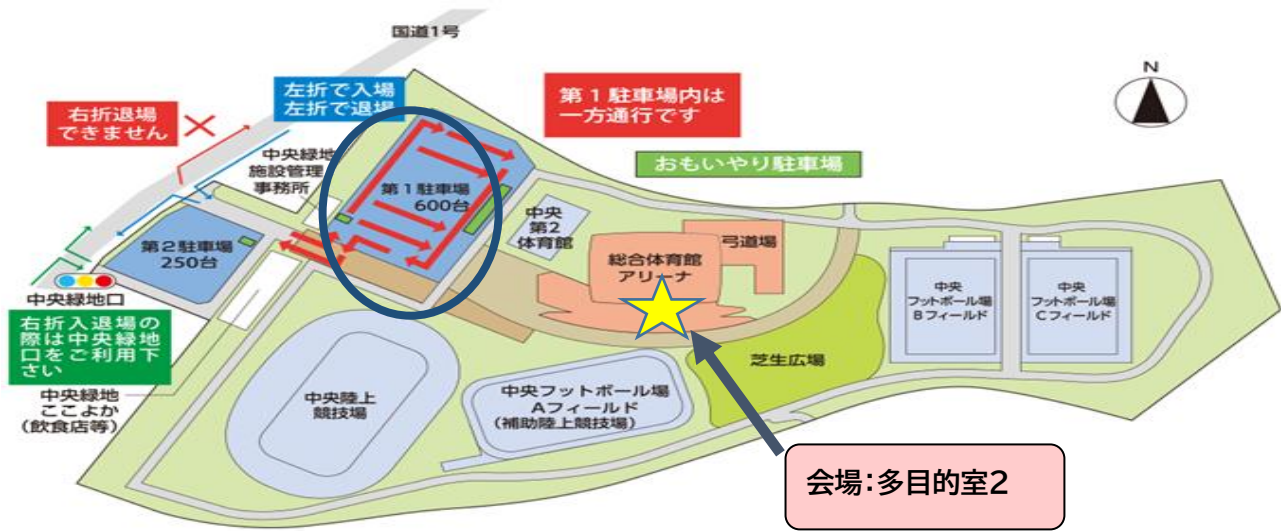 国道1号
N
右折退場
できません
左折で入場
左折で退場
第1駐車場内は
一方通行です
おもいやり駐車場
中央緑地
施設管理
事務所
第1駐車場
600台
中央
第2
体育館
弓道場
総合体育館
アリーナ
第2駐車場
250台
中央緑地口
右折入退場の
際は中央緑地
口をご利用下
さい
中央緑地
ここよか
(飲食店等)
中央陸上
競技場
中央フットボール場
Aフィールド
(補助陸上競技場)
芝生広場
中央
フットボール場
Bフィールド
中央
フットボール場
Cフィールド
会場:多目的室2